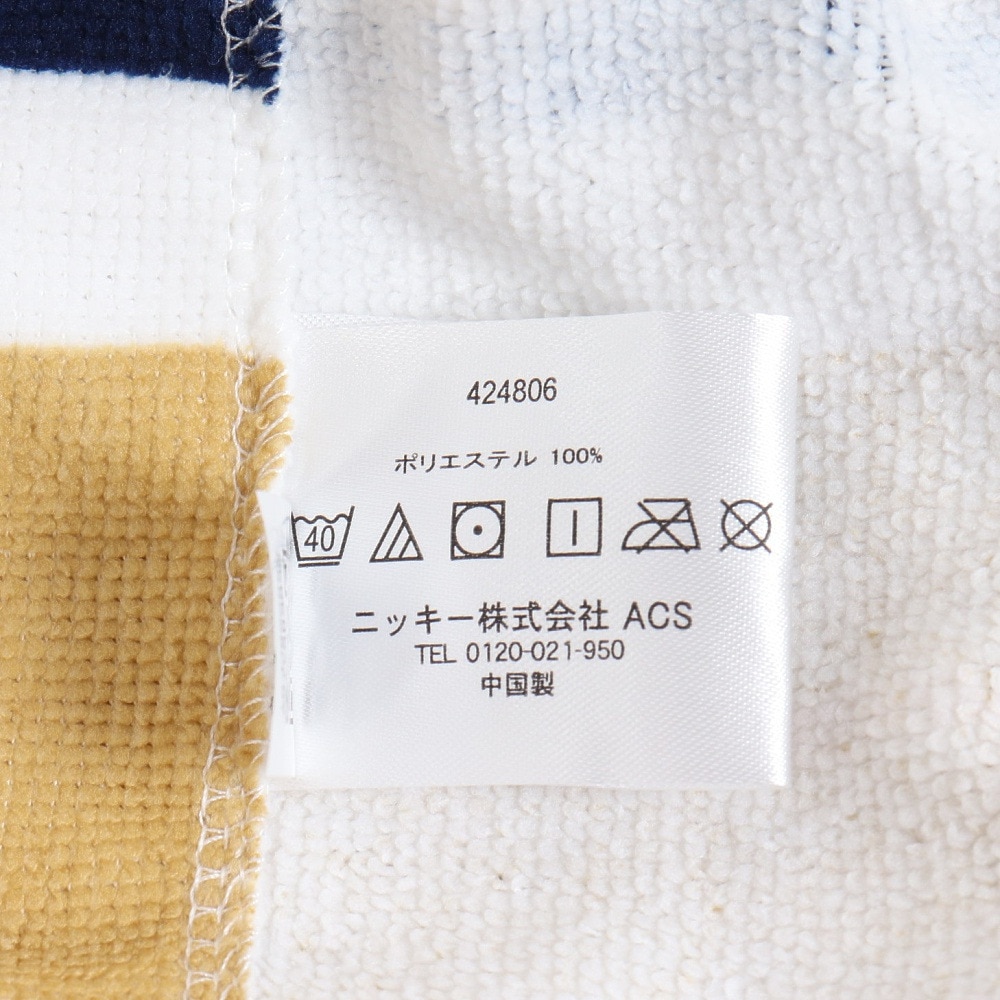 424806
ポリエステル 100%
40
ニッキー株式会社 ACS
TEL 0120-021-950
中国製